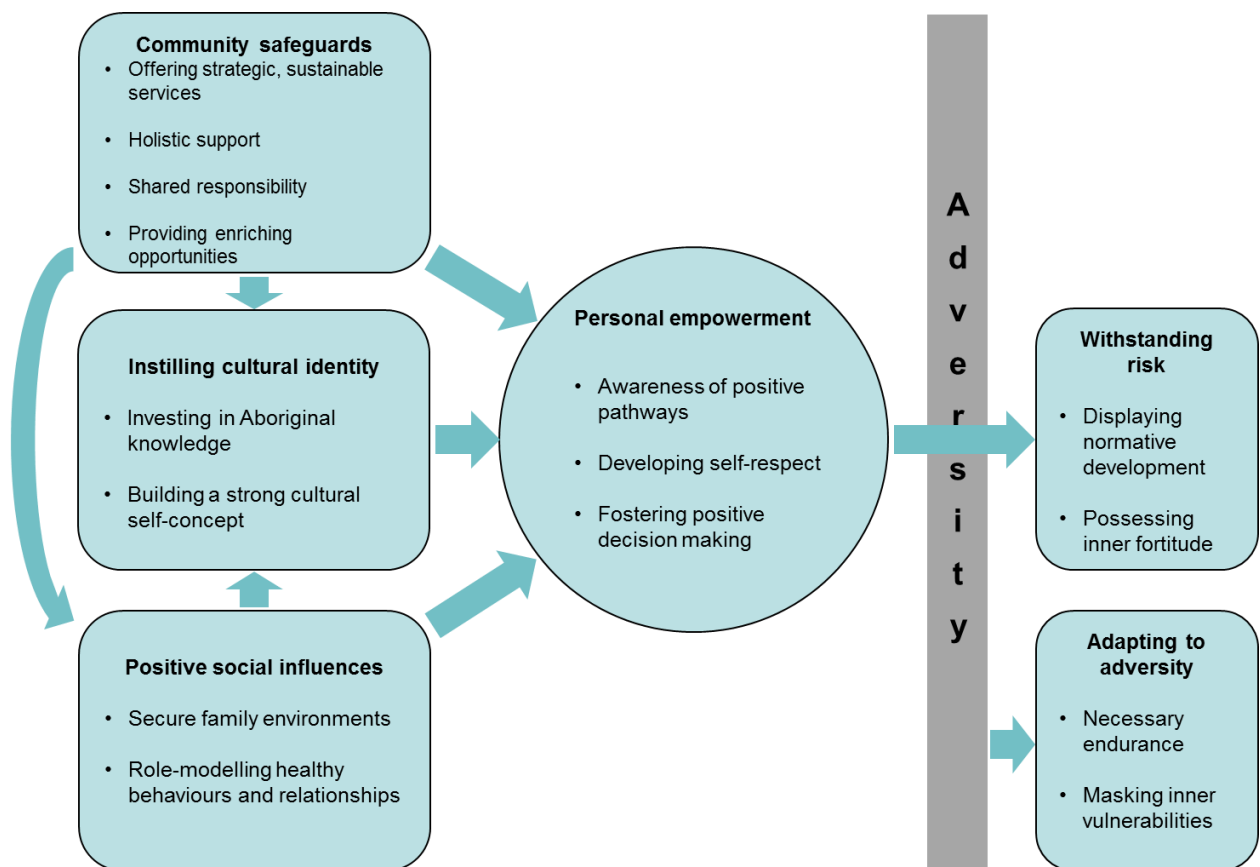 Community safeguards
• Offering strategic, sustainable
services
• Holistic support
• Shared responsibility
• Providing enriching
opportunities
Instilling cultural identity
• Investing in Aboriginal
knowledge
• Building a strong cultural
self-concept
Positive social influences
• Secure family environments
• Role-modelling healthy
behaviours and relationships
Personal empowerment
• Awareness of positive
pathways
• Developing self-respect
• Fostering positive
decision making
A
d
v
e
r
s
i
t
y
Withstanding
risk
• Displaying
normative
development
• Possessing
inner fortitude
Adapting to
adversity
• Necessary
endurance
• Masking inner
vulnerabilities